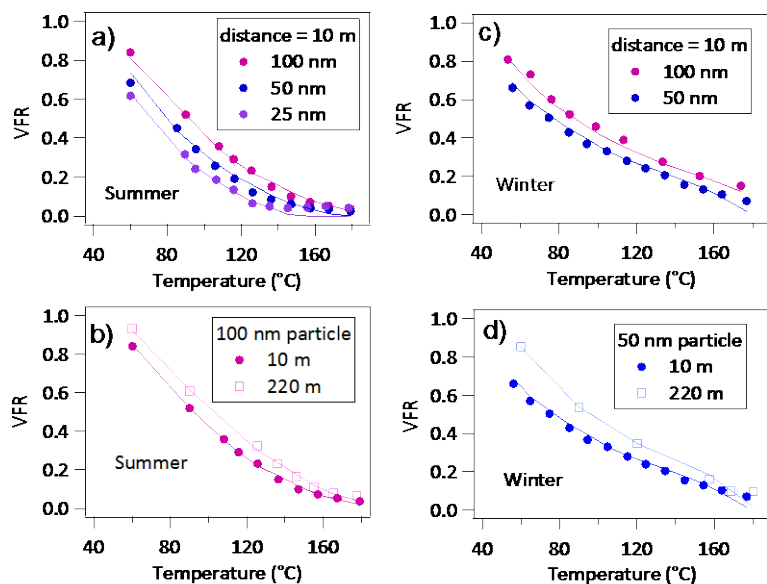 a)
distance = 10 m
100 nm
50 nm
25 nm
Summer
VFR
1.0
0.8
0.6
0.4
0.2
0.0
40
80
120
160
Temperature (°C)
c)
distance = 10 m
100 nm
50 nm
Winter
VFR
1.0
0.8
0.6
0.4
0.2
0.0
40
80
120
160
Temperature (°C)
b)
100 nm particle
10 m
220 m
Summer
VFR
1.0
0.8
0.6
0.4
0.2
0.0
40
80
120
160
Temperature (°C)
d)
50 nm particle
10 m
220 m
Winter
VFR
1.0
0.8
0.6
0.4
0.2
0.0
40
80
120
160
Temperature (°C)